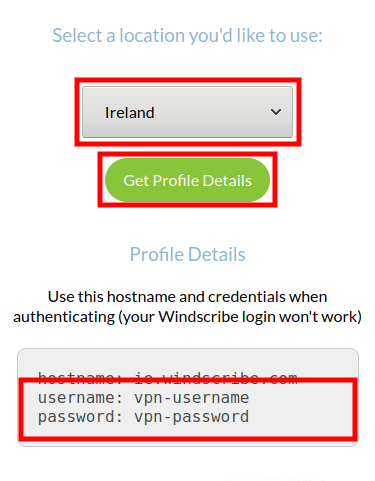 Select a location you'd like to use:
Ireland
Get Profile Details
Profile Details
Use this hostname and credentials when
authenticating (your Windscribe login won't work)
hostname: ie.windscribe.com
username: vpn-username
password: vpn-password